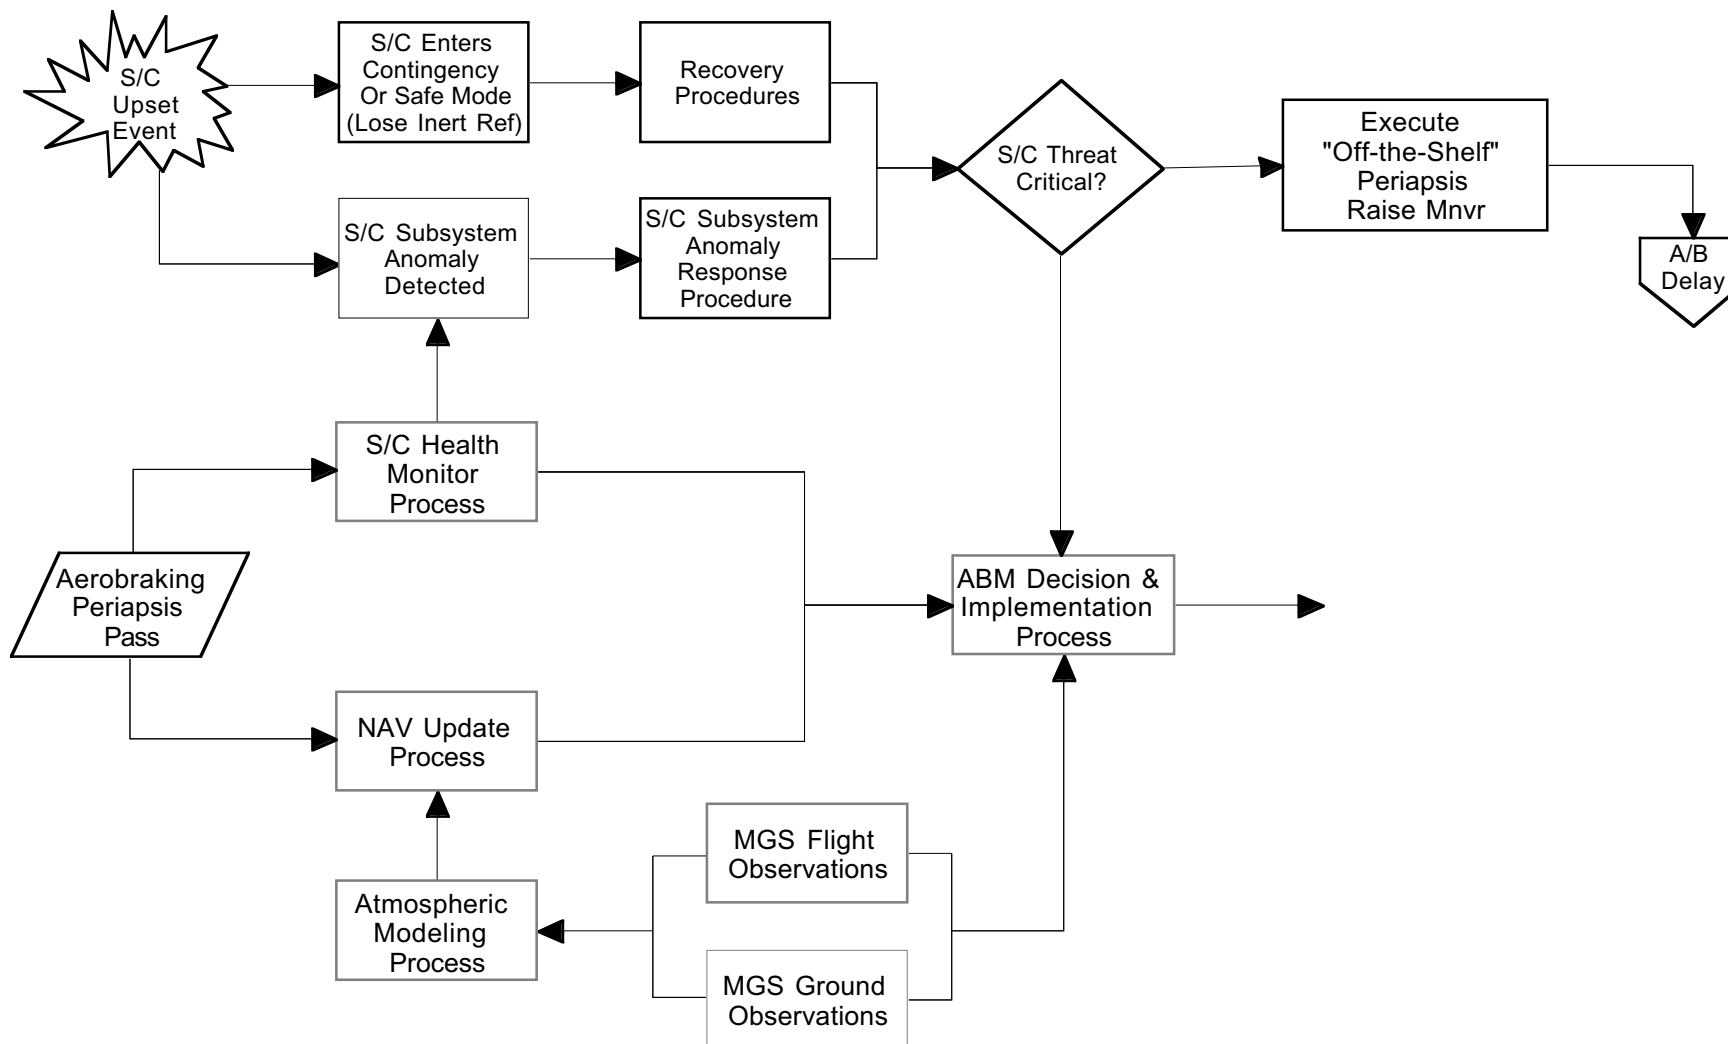 S/C
Upset
Event
S/C Enters
Contingency
Or Safe Mode
(Lose Inert Ref)
Recovery
Procedures
S/C Threat
Critical?
Execute
"Off-the-Shelf"
Periapsis
Raise Mnvr
A/B
Delay
S/C Subsystem
Anomaly
Detected
S/C Subsystem
Anomaly
Response
Procedure
S/C Health
Monitor
Process
Aerobraking
Periapsis
Pass
ABM Decision &
Implementation
Process
NAV Update
Process
MGS Flight
Observations
Atmospheric
Modeling
Process
MGS Ground
Observations